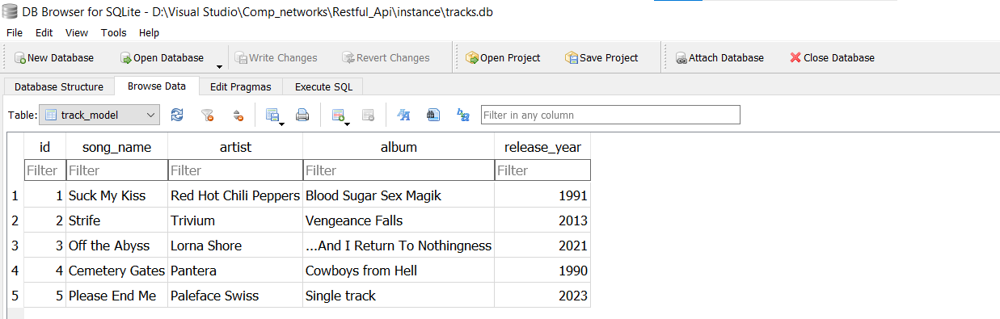 DB Browser for SQLite - D:\Visual Studio\Comp_networks\Restful_Api\instance\tracks.db
File Edit View Tools Help
New Database Open Database Write Changes Revert Changes Open Project Save Project Attach Database Close Database
Database Structure Browse Data Edit Pragmas Execute SQL
Table: track_model Filter in any column
id song_name artist album release_year
Filter Filter Filter Filter Filter
1 1 Suck My Kiss Red Hot Chili Peppers Blood Sugar Sex Magik 1991
2 2 Strife Trivium Vengeance Falls 2013
3 3 Off the Abyss Lorna Shore ...And I Return To Nothingness 2021
4 4 Cemetery Gates Pantera Cowboys from Hell 1990
5 5 Please End Me Paleface Swiss Single track 2023